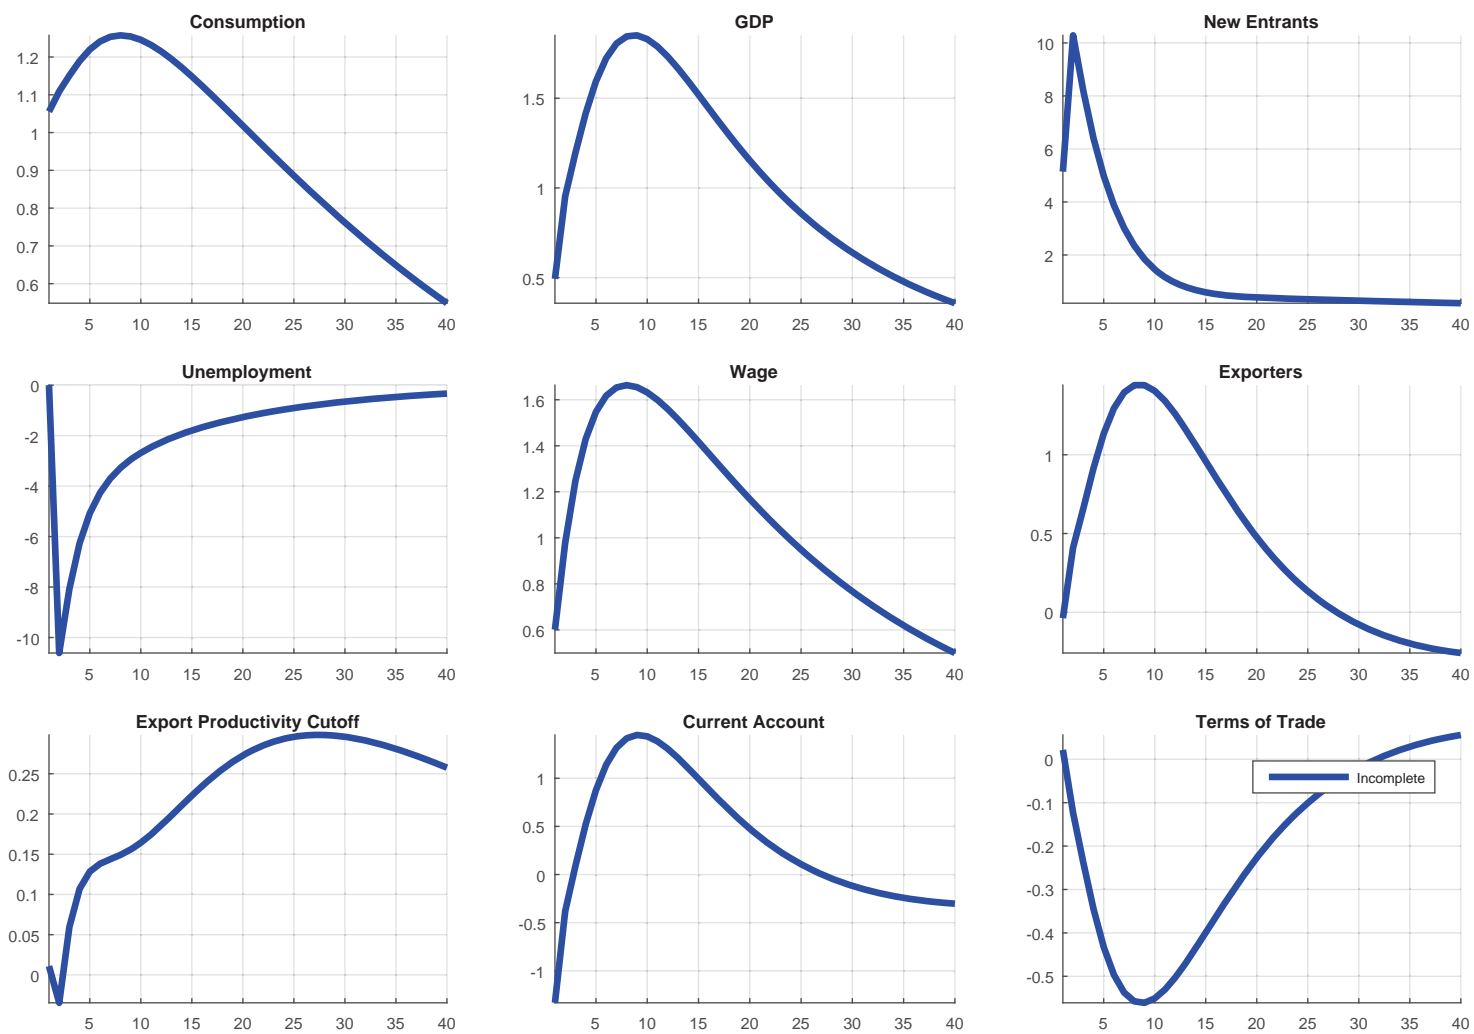 Consumption
GDP
New Entrants
1.2
1.1
1
0.9
0.8
0.7
0.6
5 10 15 20 25 30 35 40
1.5
1
0.5
5 10 15 20 25 30 35 40
10
8
6
4
2
5 10 15 20 25 30 35 40
Unemployment
Wage
Exporters
0
-2
-4
-6
-8
-10
5 10 15 20 25 30 35 40
1.6
1.4
1.2
1
0.8
0.6
5 10 15 20 25 30 35 40
1
0.5
0
5 10 15 20 25 30 35 40
Export Productivity Cutoff
Current Account
Terms of Trade
0.25
0.2
0.15
0.1
0.05
0
5 10 15 20 25 30 35 40
1
0.5
0
-0.5
-1
5 10 15 20 25 30 35 40
0
-0.1
-0.2
-0.3
-0.4
-0.5
Incomplete
5 10 15 20 25 30 35 40